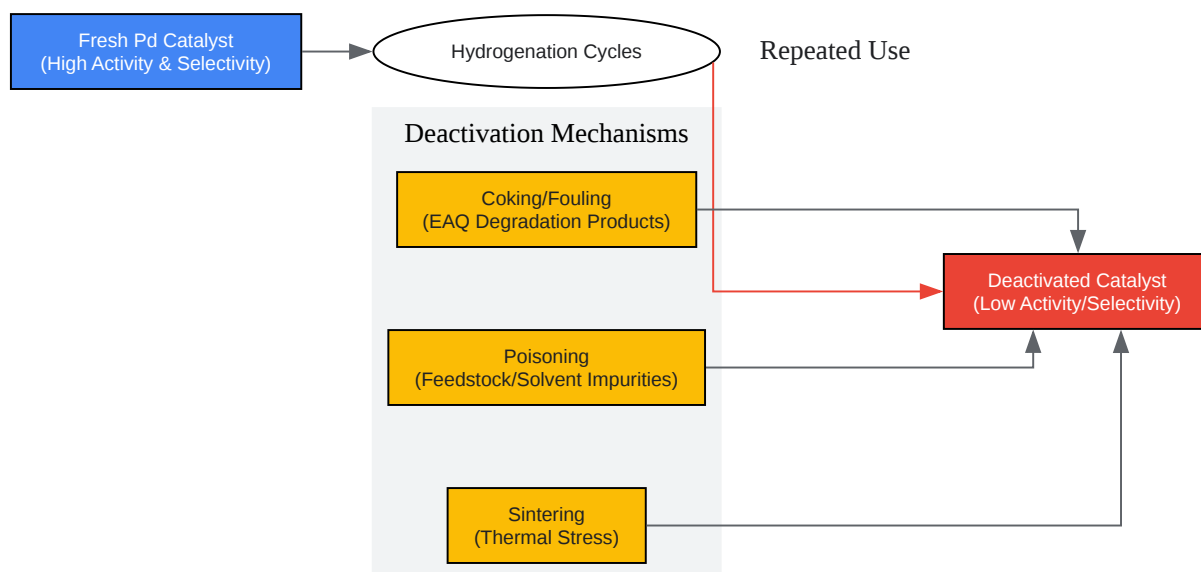 Fresh Pd Catalyst
(High Activity & Selectivity)
Hydrogenation Cycles
Repeated Use
Deactivation Mechanisms
Coking/Fouling
(EAQ Degradation Products)
Deactivated Catalyst
(Low Activity/Selectivity)
Poisoning
(Feedstock/Solvent Impurities)
Sintering
(Thermal Stress)